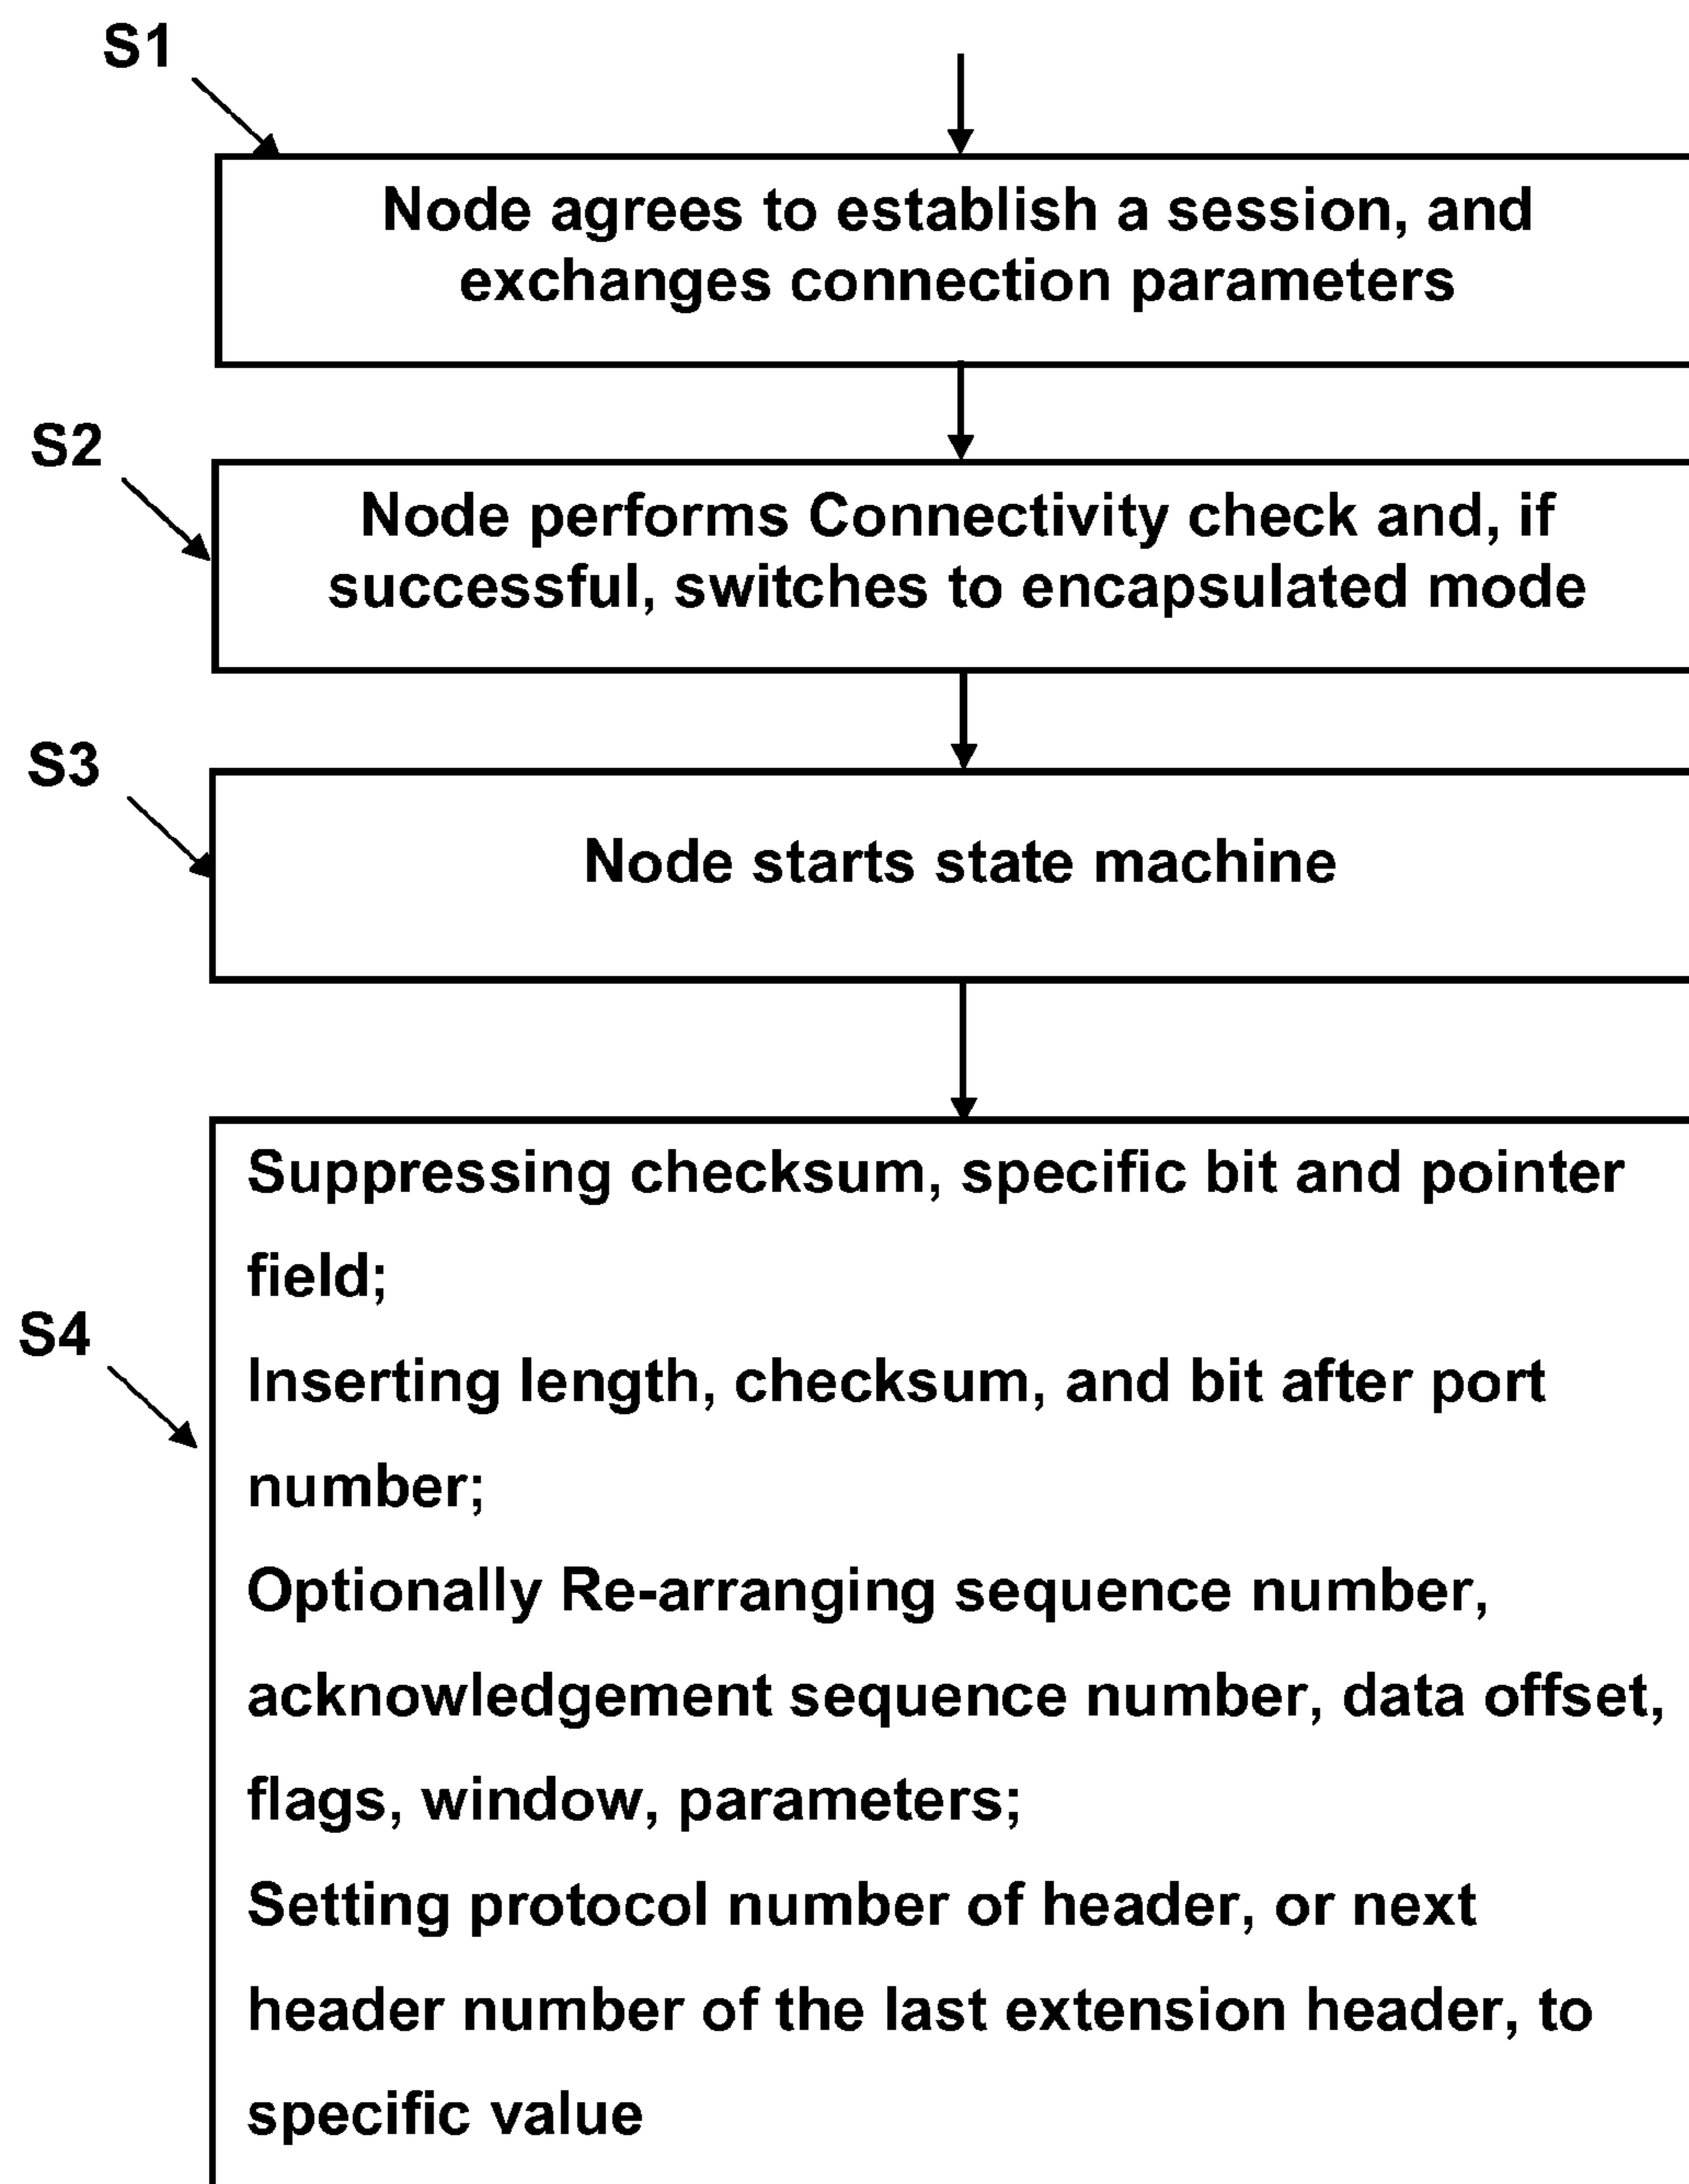 S1
Node agrees to establish a session, and
exchanges connection parameters
S2
Node performs Connectivity check and, if
successful, switches to encapsulated mode
S3
Node starts state machine
S4
Suppressing checksum, specific bit and pointer
field;
Inserting length, checksum, and bit after port
number;
Optionally Re-arranging sequence number,
acknowledgement sequence number, data offset,
flags, window, parameters;
Setting protocol number of header, or next
header number of the last extension header, to
specific value